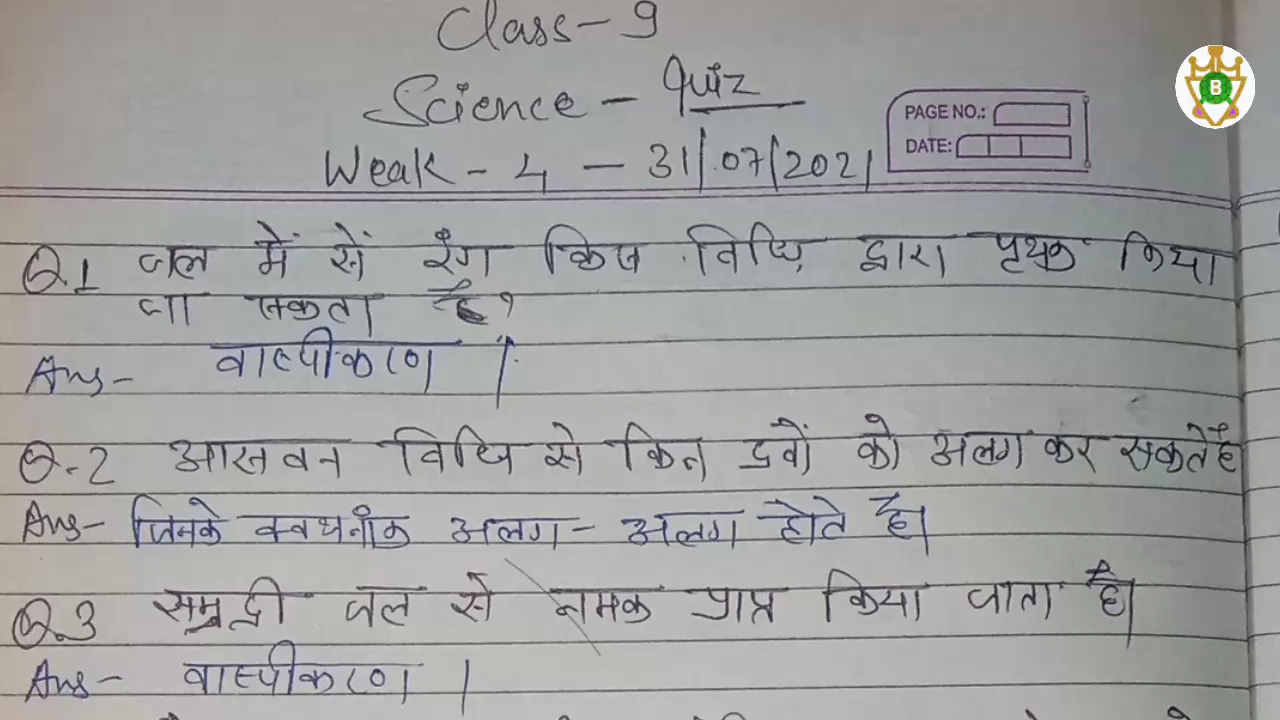 Class-9
Science - Quiz
PAGE NO.:
DATE:
Weak - 4 - 31/07/2021
B
Q.1 जल में सें रंग किस विधि द्वारा पृथक किया
जा सकता है?
Ans- वाष्पीकरण |
Q.2 आसवन विधि से किन द्रवों को अलग कर सकते है
Ans- जिनके क्वथनांक अलग - अलग होते है।
Q.3 समुद्री जल से नमक प्राप्त किया जाता है।
Ans- वाष्पीकरण |